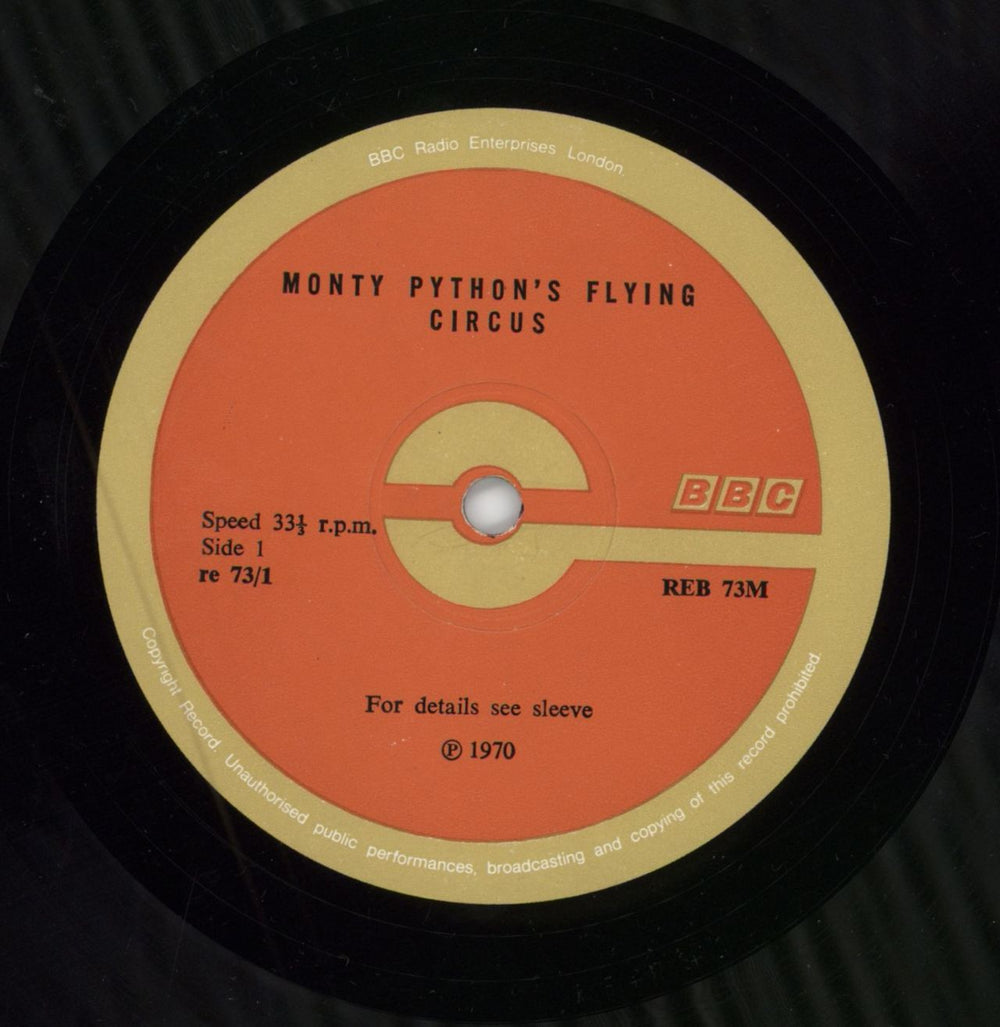 BBC Radio Enterprises London.
MONTY PYTHON'S FLYING
CIRCUS
BBC
Speed 33⅓ r.p.m.
Side 1
re 73/1
REB 73M
For details see sleeve
℗ 1970
Copyright Record. Unauthorised public performances, broadcasting and copying of this record prohibited.